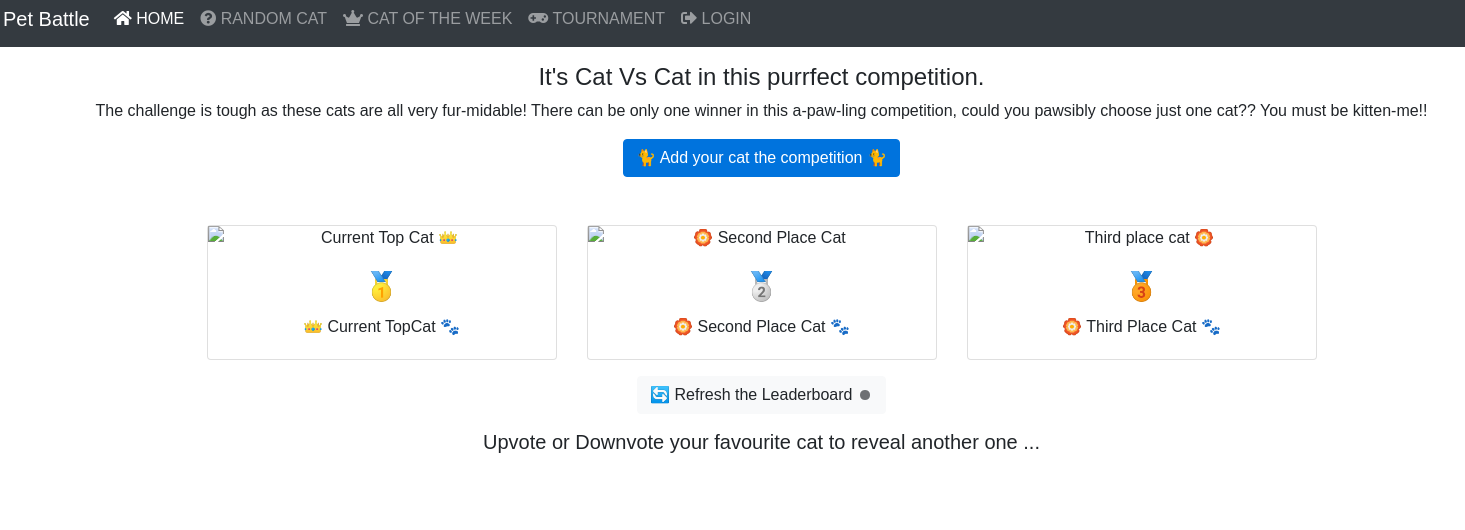 Pet Battle HOME RANDOM CAT CAT OF THE WEEK TOURNAMENT LOGIN
It's Cat Vs Cat in this purrfect competition.
The challenge is tough as these cats are all very fur-midable! There can be only one winner in this a-paw-ling competition, could you pawsibly choose just one cat?? You must be kitten-me!!
🐈 Add your cat the competition 🐈
Current Top Cat 👑 🏵️ Second Place Cat Third place cat 🏵️
🥇 🥈 🥉
👑 Current TopCat 🐾 🏵️ Second Place Cat 🐾 🏵️ Third Place Cat 🐾
🔄 Refresh the Leaderboard
Upvote or Downvote your favourite cat to reveal another one ...